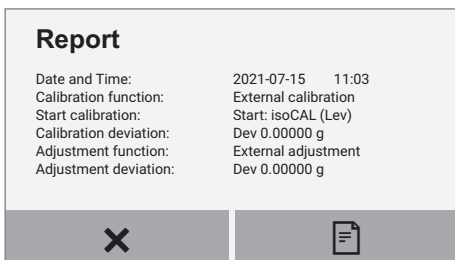 Report
Date and Time: 2021-07-15 11:03
Calibration function: External calibration
Start calibration: Start: isoCAL (Lev)
Calibration deviation: Dev 0.00000 g
Adjustment function: External adjustment
Adjustment deviation: Dev 0.00000 g